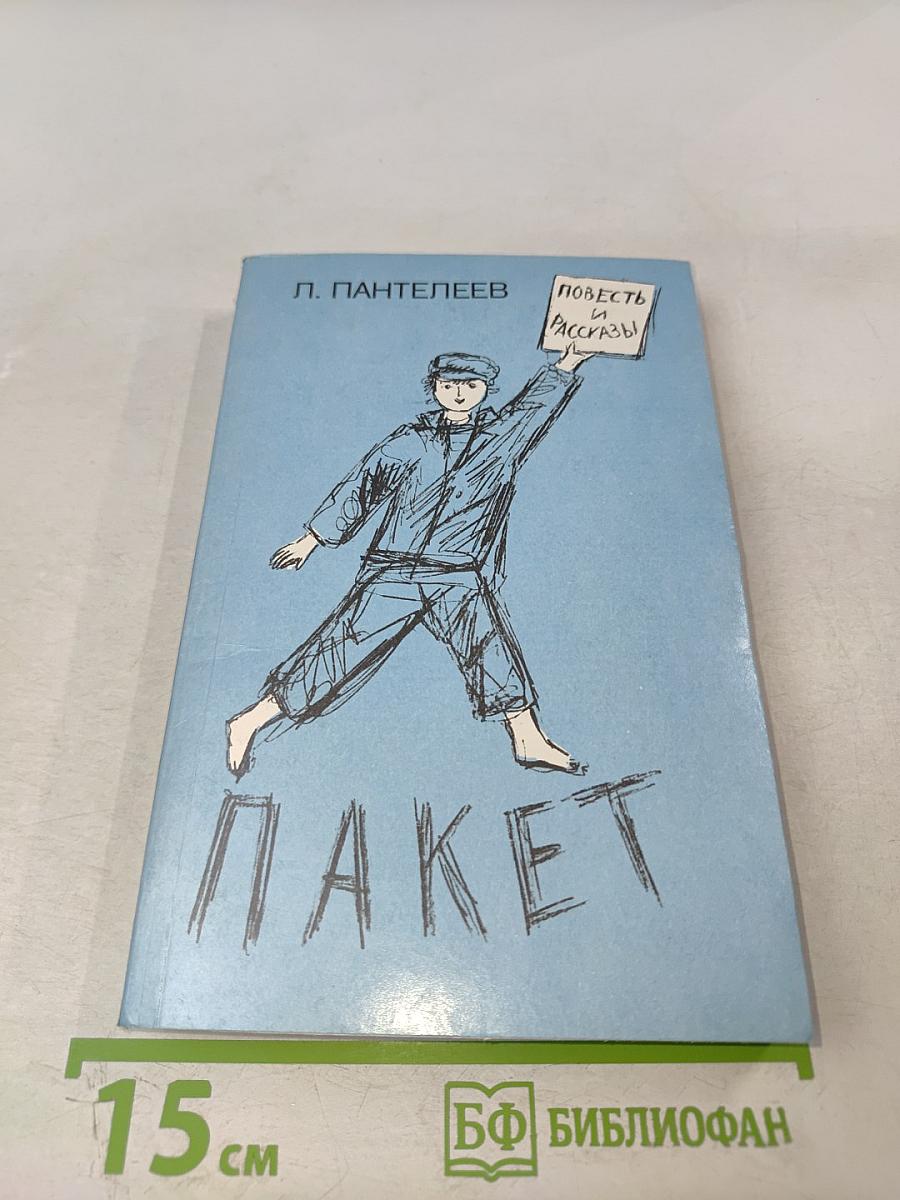 Л. ПАНТЕЛЕЕВ
ПОВЕСТЬ
И
РАССКАЗЫ
ПАКЕТ
15 см
БФ БИБЛИОФАН